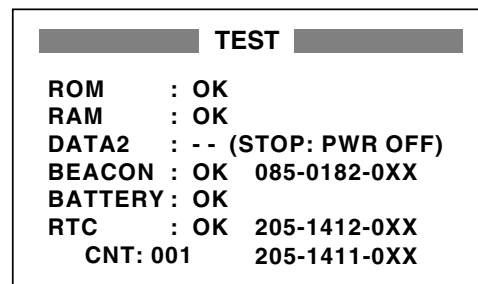 TEST
ROM : OK
RAM : OK
DATA2 : - - (STOP: PWR OFF)
BEACON : OK 085-0182-0XX
BATTERY : OK
RTC : OK 205-1412-0XX
CNT: 001 205-1411-0XX